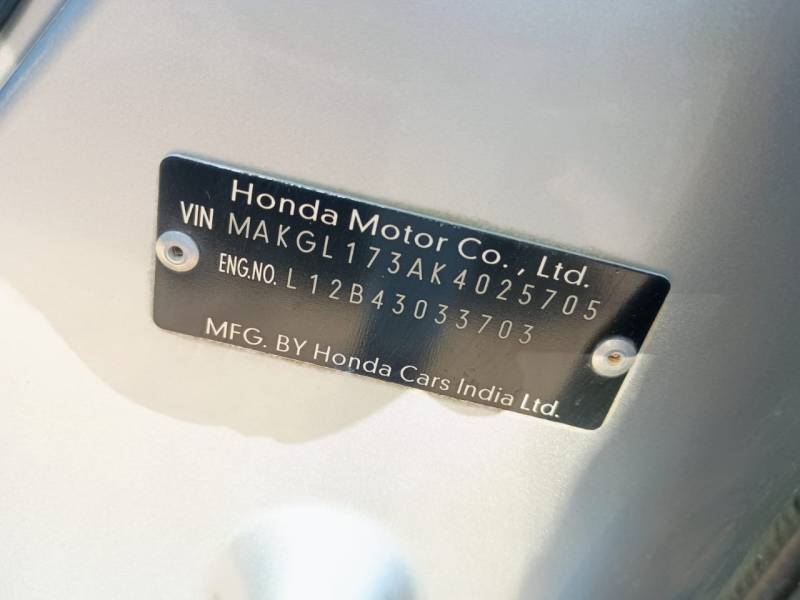 Honda Motor Co., Ltd.
VIN MAKGL173AK4025705
ENG.NO. L12B43033703
MFG. BY Honda Cars India Ltd.